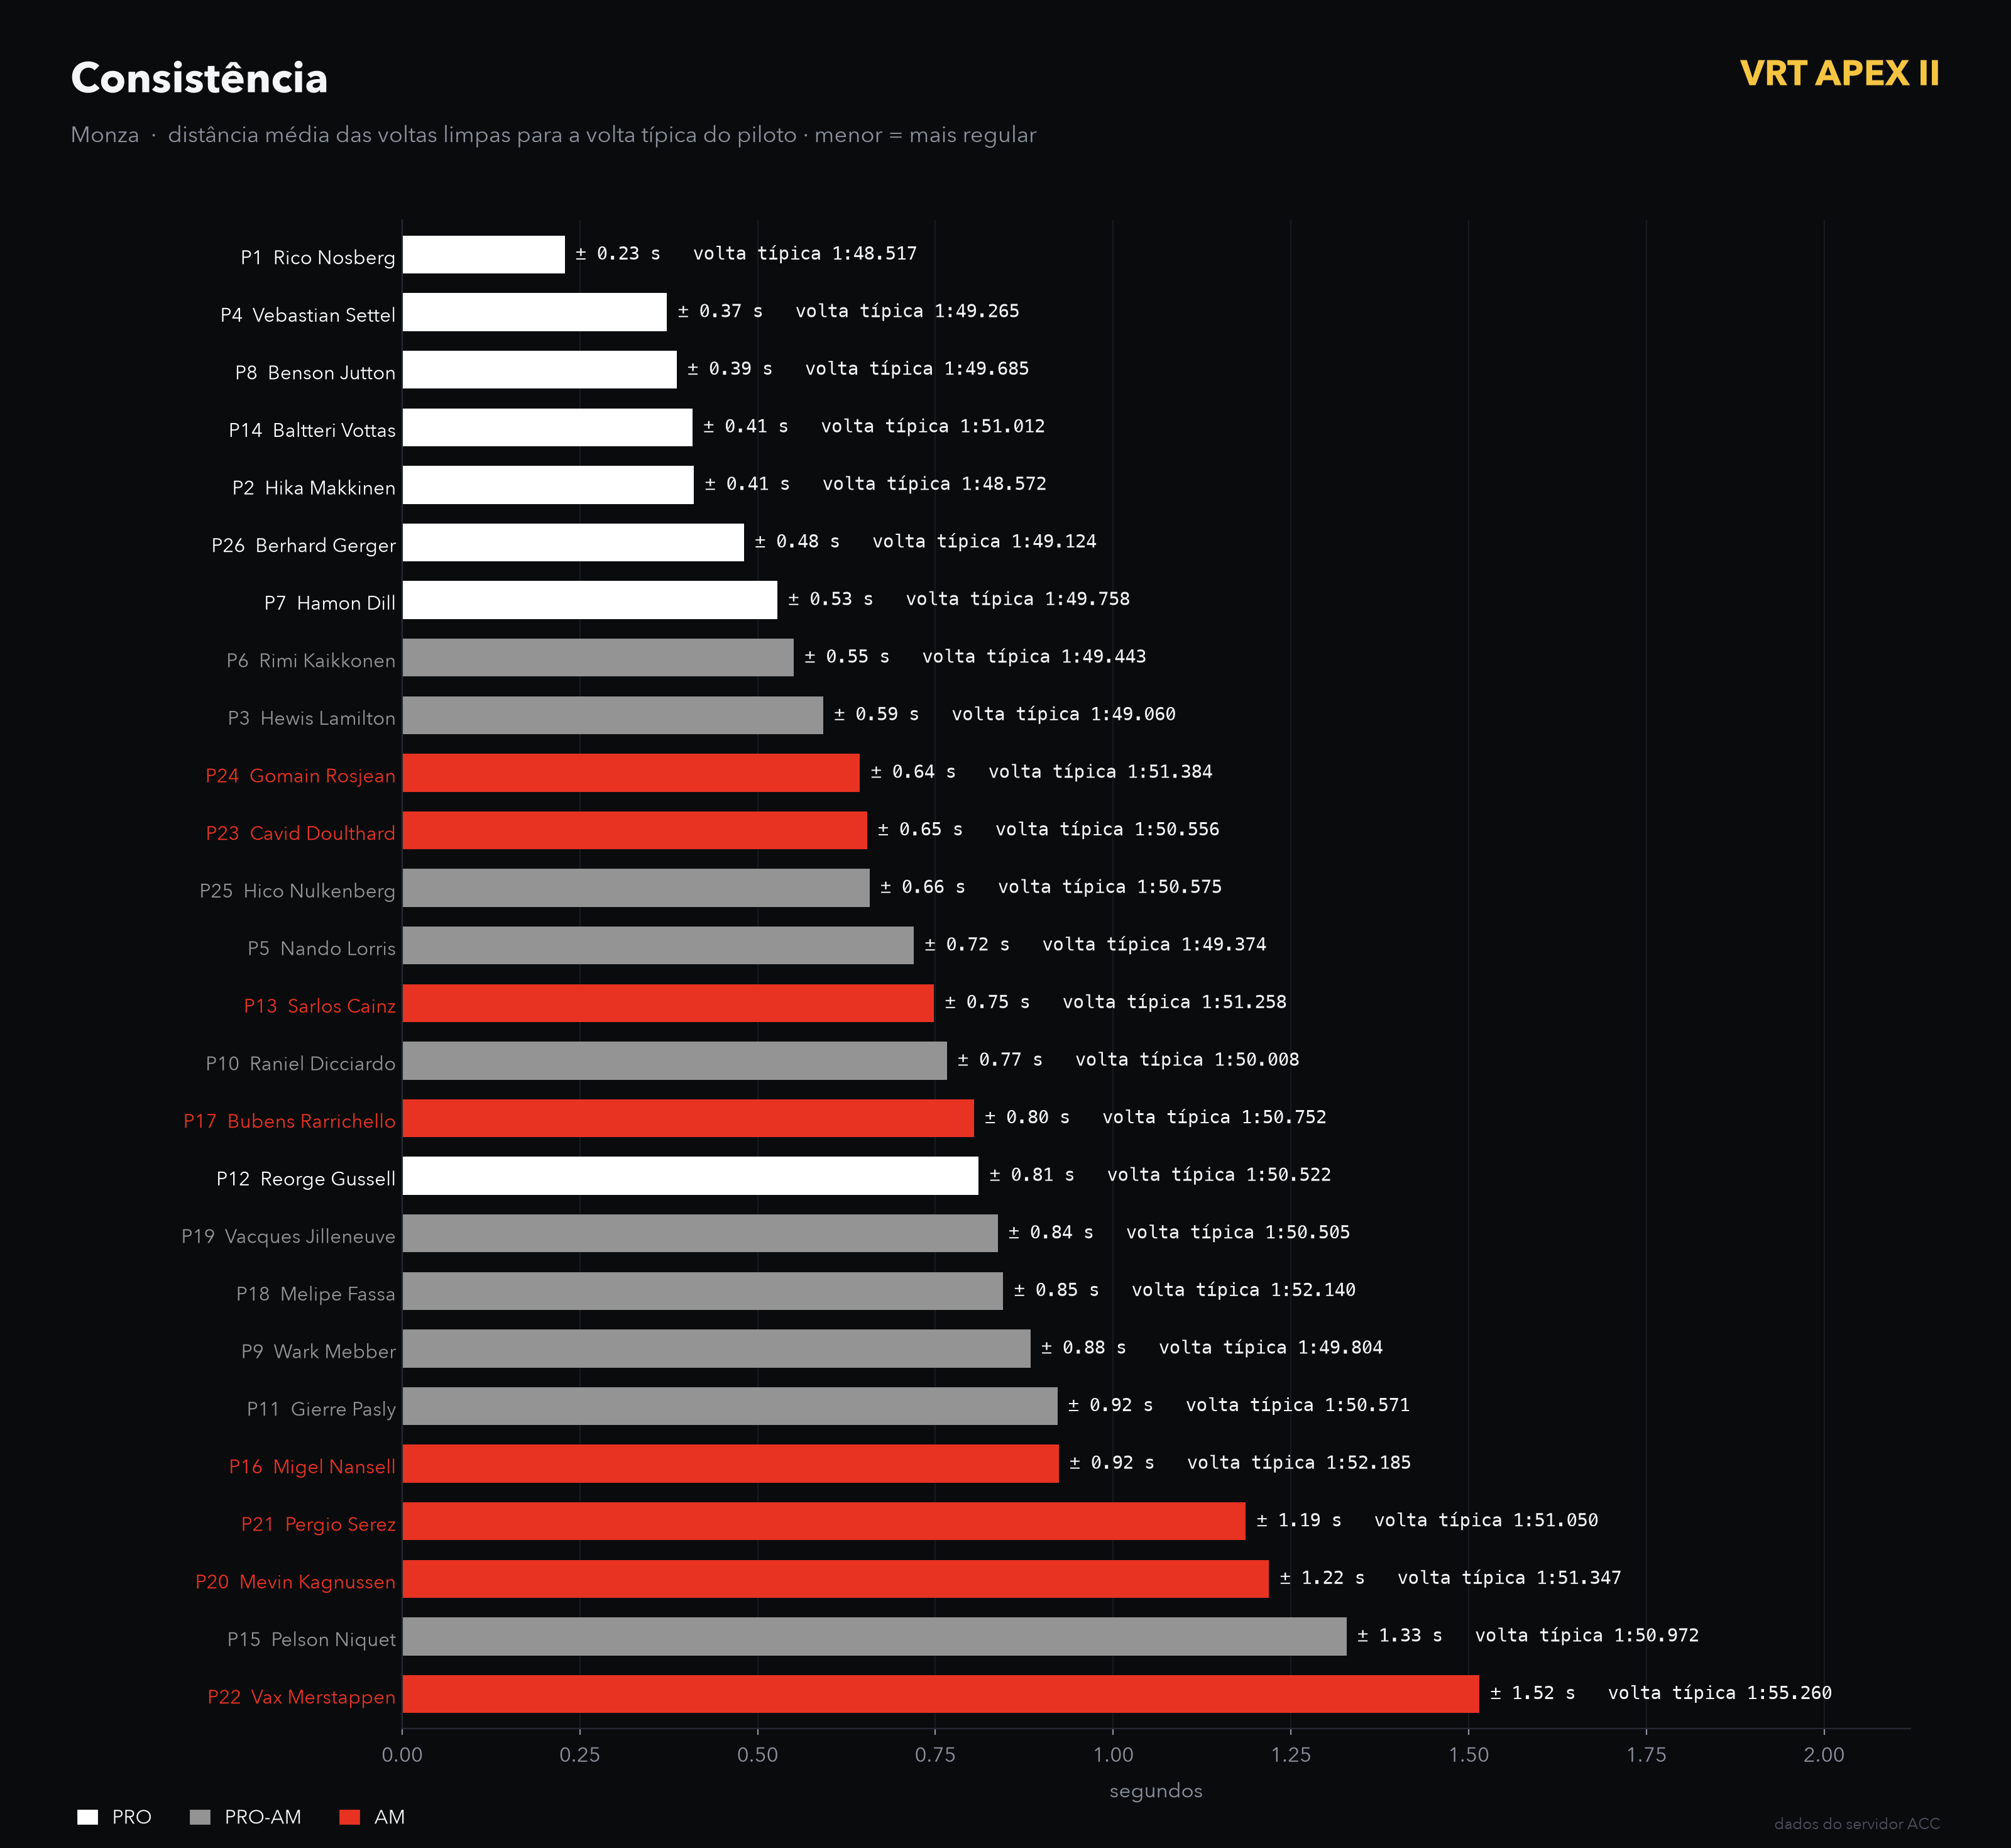 Consistência
VRT APEX II
Monza · distância média das voltas limpas para a volta típica do piloto · menor = mais regular
P1 Rico Nosberg ± 0.23 s volta típica 1:48.517
P4 Vebastian Settel ± 0.37 s volta típica 1:49.265
P8 Benson Jutton ± 0.39 s volta típica 1:49.685
P14 Baltteri Vottas ± 0.41 s volta típica 1:51.012
P2 Hika Makkinen ± 0.41 s volta típica 1:48.572
P26 Berhard Gerger ± 0.48 s volta típica 1:49.124
P7 Hamon Dill ± 0.53 s volta típica 1:49.758
P6 Rimi Kaikkonen ± 0.55 s volta típica 1:49.443
P3 Hewis Lamilton ± 0.59 s volta típica 1:49.060
P24 Gomain Rosjean ± 0.64 s volta típica 1:51.384
P23 Cavid Doulthard ± 0.65 s volta típica 1:50.556
P25 Hico Nulkenberg ± 0.66 s volta típica 1:50.575
P5 Nando Lorris ± 0.72 s volta típica 1:49.374
P13 Sarlos Cainz ± 0.75 s volta típica 1:51.258
P10 Raniel Dicciardo ± 0.77 s volta típica 1:50.008
P17 Bubens Rarrichello ± 0.80 s volta típica 1:50.752
P12 Reorge Gussell ± 0.81 s volta típica 1:50.522
P19 Vacques Jilleneuve ± 0.84 s volta típica 1:50.505
P18 Melipe Fassa ± 0.85 s volta típica 1:52.140
P9 Wark Mebber ± 0.88 s volta típica 1:49.804
P11 Gierre Pasly ± 0.92 s volta típica 1:50.571
P16 Migel Nansell ± 0.92 s volta típica 1:52.185
P21 Pergio Serez ± 1.19 s volta típica 1:51.050
P20 Mevin Kagnussen ± 1.22 s volta típica 1:51.347
P15 Pelson Niquet ± 1.33 s volta típica 1:50.972
P22 Vax Merstappen ± 1.52 s volta típica 1:55.260
0.00 0.25 0.50 0.75 1.00 1.25 1.50 1.75 2.00
segundos
PRO PRO-AM AM
dados do servidor ACC